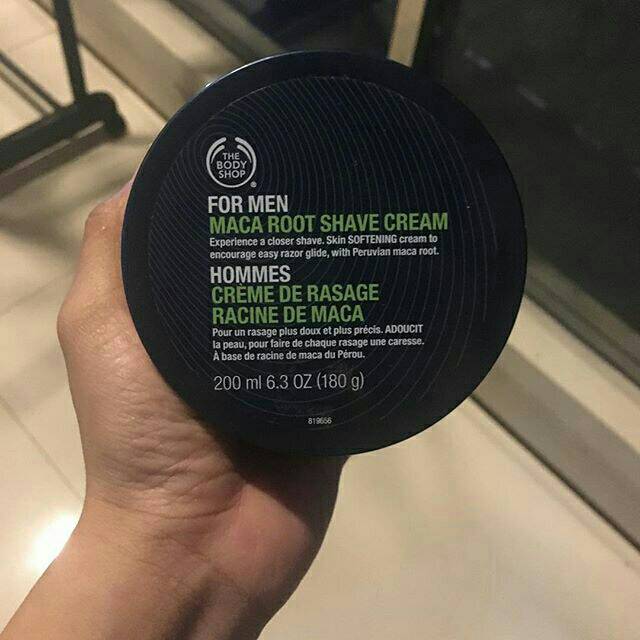 THE
BODY
SHOP
®
FOR MEN
MACA ROOT SHAVE CREAM
Experience a closer shave. Skin SOFTENING cream to
encourage easy razor glide, with Peruvian maca root.
HOMMES
CRÈME DE RASAGE
RACINE DE MACA
Pour un rasage plus doux et plus précis. ADOUCIT
la peau, pour faire de chaque rasage une caresse.
À base de racine de maca du Pérou.
200 ml 6.3 OZ (180 g)
819656